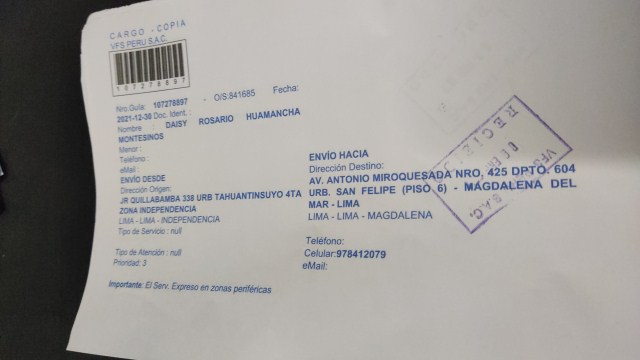 CARGO - COPIA
VFS PERU S.A.C.
107278897
Nro.Guía: 107278897 - O/S:841685 Fecha:
2021-12-30 Doc. Ident.:
Nombre : DAISY ROSARIO HUAMANCHA
MONTESINOS
Menor :
Teléfono :
eMail
ENVÍO DESDE
Dirección Origen:
JR QUILLABAMBA 338 URB TAHUANTINSUYO 4TA
ZONA INDEPENDENCIA
LIMA - LIMA - INDEPENDENCIA
Tipo de Servicio : null
Tipo de Atención : null
Prioridad: 3
ENVÍO HACIA
Dirección Destino:
AV. ANTONIO MIROQUESADA NRO, 425 DPTO. 604
URB. SAN FELIPE (PISO 6) - MAGDALENA DEL
MAR - LIMA
LIMA - LIMA - MAGDALENA
Teléfono:
Celular:978412079
eMail:
Importante: El Serv. Expreso en zonas periféricas
VFS
S.A.C.